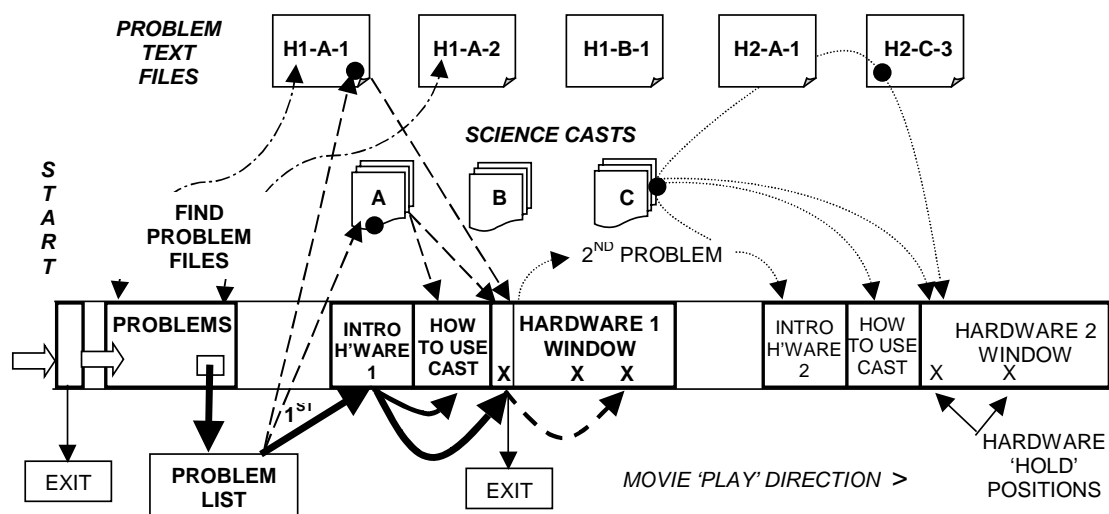 PROBLEM
TEXT
FILES
H1-A-1
H1-A-2
H1-B-1
H2-A-1
H2-C-3
SCIENCE CASTS
A
B
C
S
T
A
R
T
FIND
PROBLEM
FILES
2ND PROBLEM
PROBLEMS
INTRO
H'WARE
1
HOW
TO USE
CAST
X
HARDWARE 1
WINDOW
X X
INTRO
H'WARE
2
HOW
TO USE
CAST
HARDWARE 2
WINDOW
X X
1ST
EXIT
PROBLEM
LIST
EXIT
MOVIE 'PLAY' DIRECTION >
HARDWARE
'HOLD'
POSITIONS